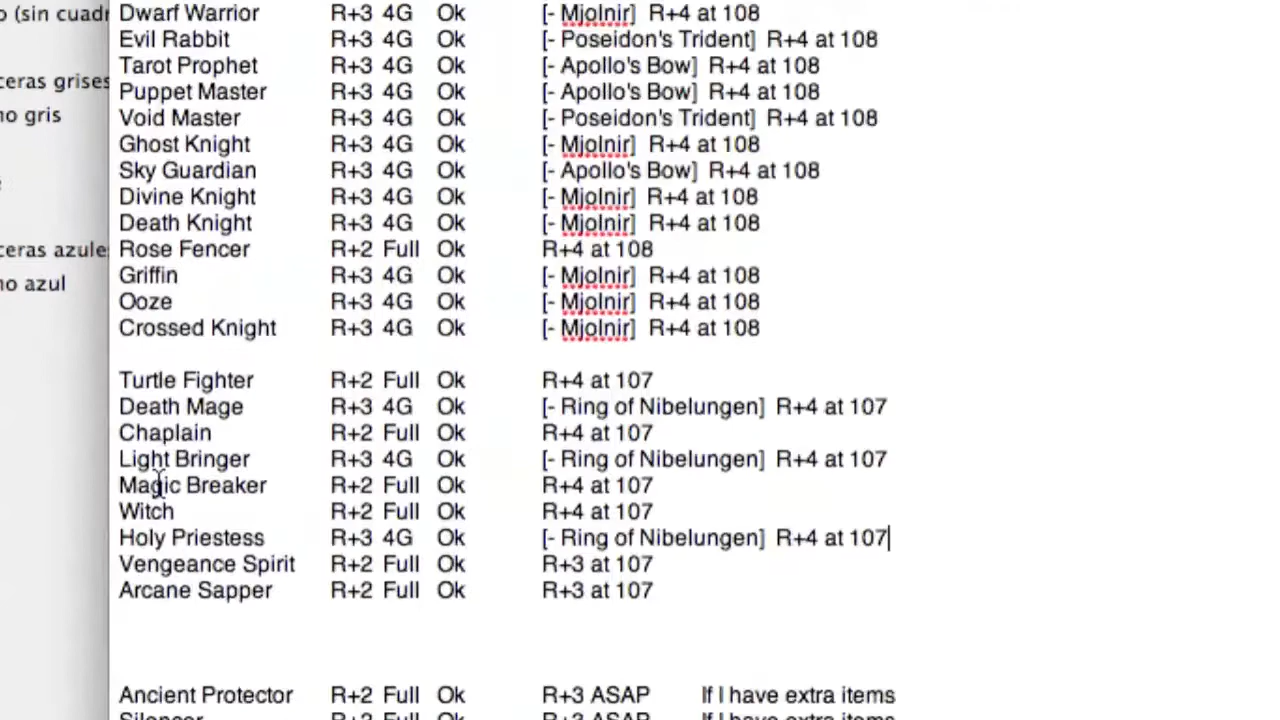 o (sin cuadr
ceras grises
no gris
ceras azule
no azul
Dwarf Warrior R+3 4G Ok [- Mjolnir] R+4 at 108
Evil Rabbit R+3 4G Ok [- Poseidon's Trident] R+4 at 108
Tarot Prophet R+3 4G Ok [- Apollo's Bow] R+4 at 108
Puppet Master R+3 4G Ok [- Apollo's Bow] R+4 at 108
Void Master R+3 4G Ok [- Poseidon's Trident] R+4 at 108
Ghost Knight R+3 4G Ok [- Mjolnir] R+4 at 108
Sky Guardian R+3 4G Ok [- Apollo's Bow] R+4 at 108
Divine Knight R+3 4G Ok [- Mjolnir] R+4 at 108
Death Knight R+3 4G Ok [- Mjolnir] R+4 at 108
Rose Fencer R+2 Full Ok R+4 at 108
Griffin R+3 4G Ok [- Mjolnir] R+4 at 108
Ooze R+3 4G Ok [- Mjolnir] R+4 at 108
Crossed Knight R+3 4G Ok [- Mjolnir] R+4 at 108
Turtle Fighter R+2 Full Ok R+4 at 107
Death Mage R+3 4G Ok [- Ring of Nibelungen] R+4 at 107
Chaplain R+2 Full Ok R+4 at 107
Light Bringer R+3 4G Ok [- Ring of Nibelungen] R+4 at 107
Magic Breaker R+2 Full Ok R+4 at 107
Witch R+2 Full Ok R+4 at 107
Holy Priestess R+3 4G Ok [- Ring of Nibelungen] R+4 at 107
Vengeance Spirit R+2 Full Ok R+3 at 107
Arcane Sapper R+2 Full Ok R+3 at 107
Ancient Protector R+2 Full Ok R+3 ASAP If I have extra items
Silencer R+2 Full Ok R+3 ASAP If I have extra items